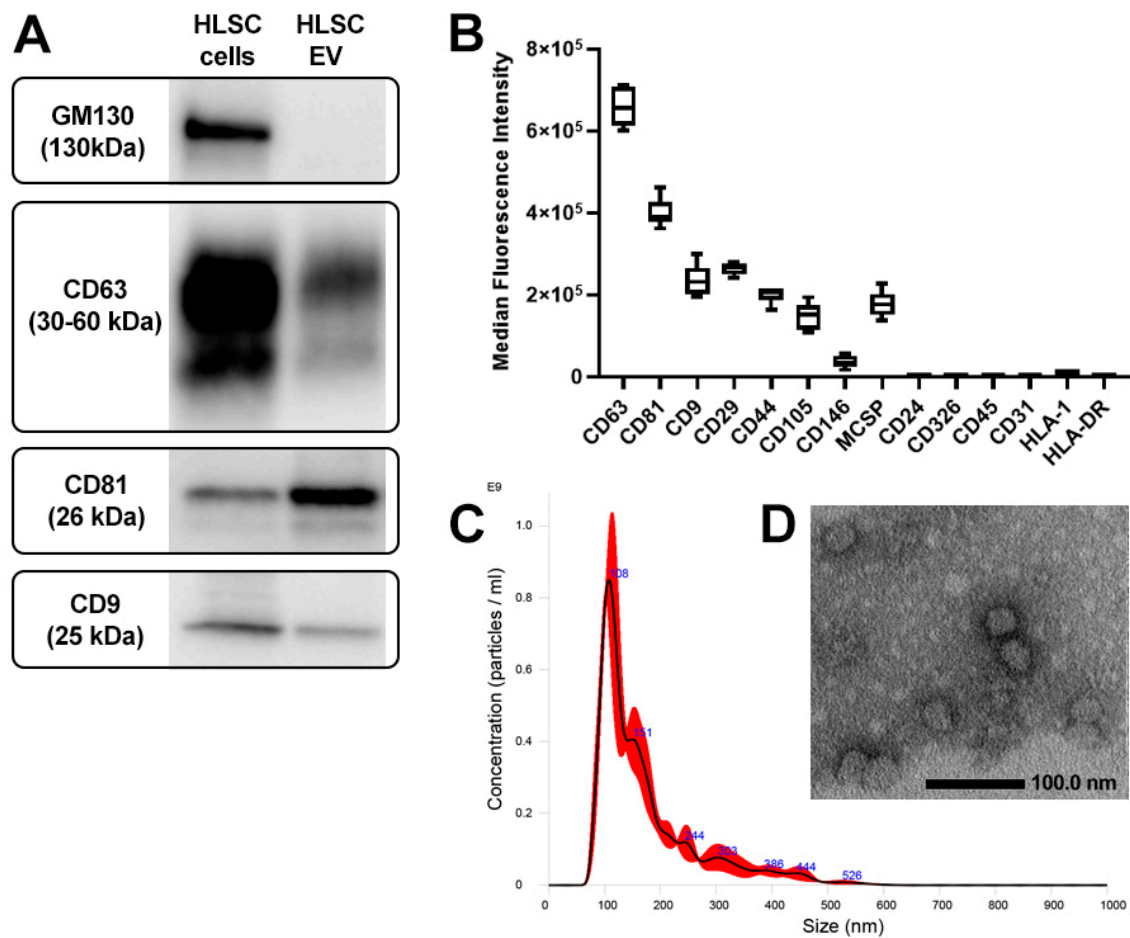 A
HLSC HLSC
cells EV
GM130
(130kDa)
CD63
(30-60 kDa)
CD81
(26 kDa)
CD9
(25 kDa)
B
Median Fluorescence Intensity
8×10⁵
6×10⁵
4×10⁵
2×10⁵
0
CD63 CD81 CD9 CD29 CD44 CD105 CD146 MCSP CD24 CD326 CD45 CD31 HLA-1 HLA-DR
C
E9
Concentration (particles / ml)
1.0
0.8
0.6
0.4
0.2
0
108
151
244
303
386
444
526
0 100 200 300 400 500 600 700 800 900 1000
Size (nm)
D
100.0 nm